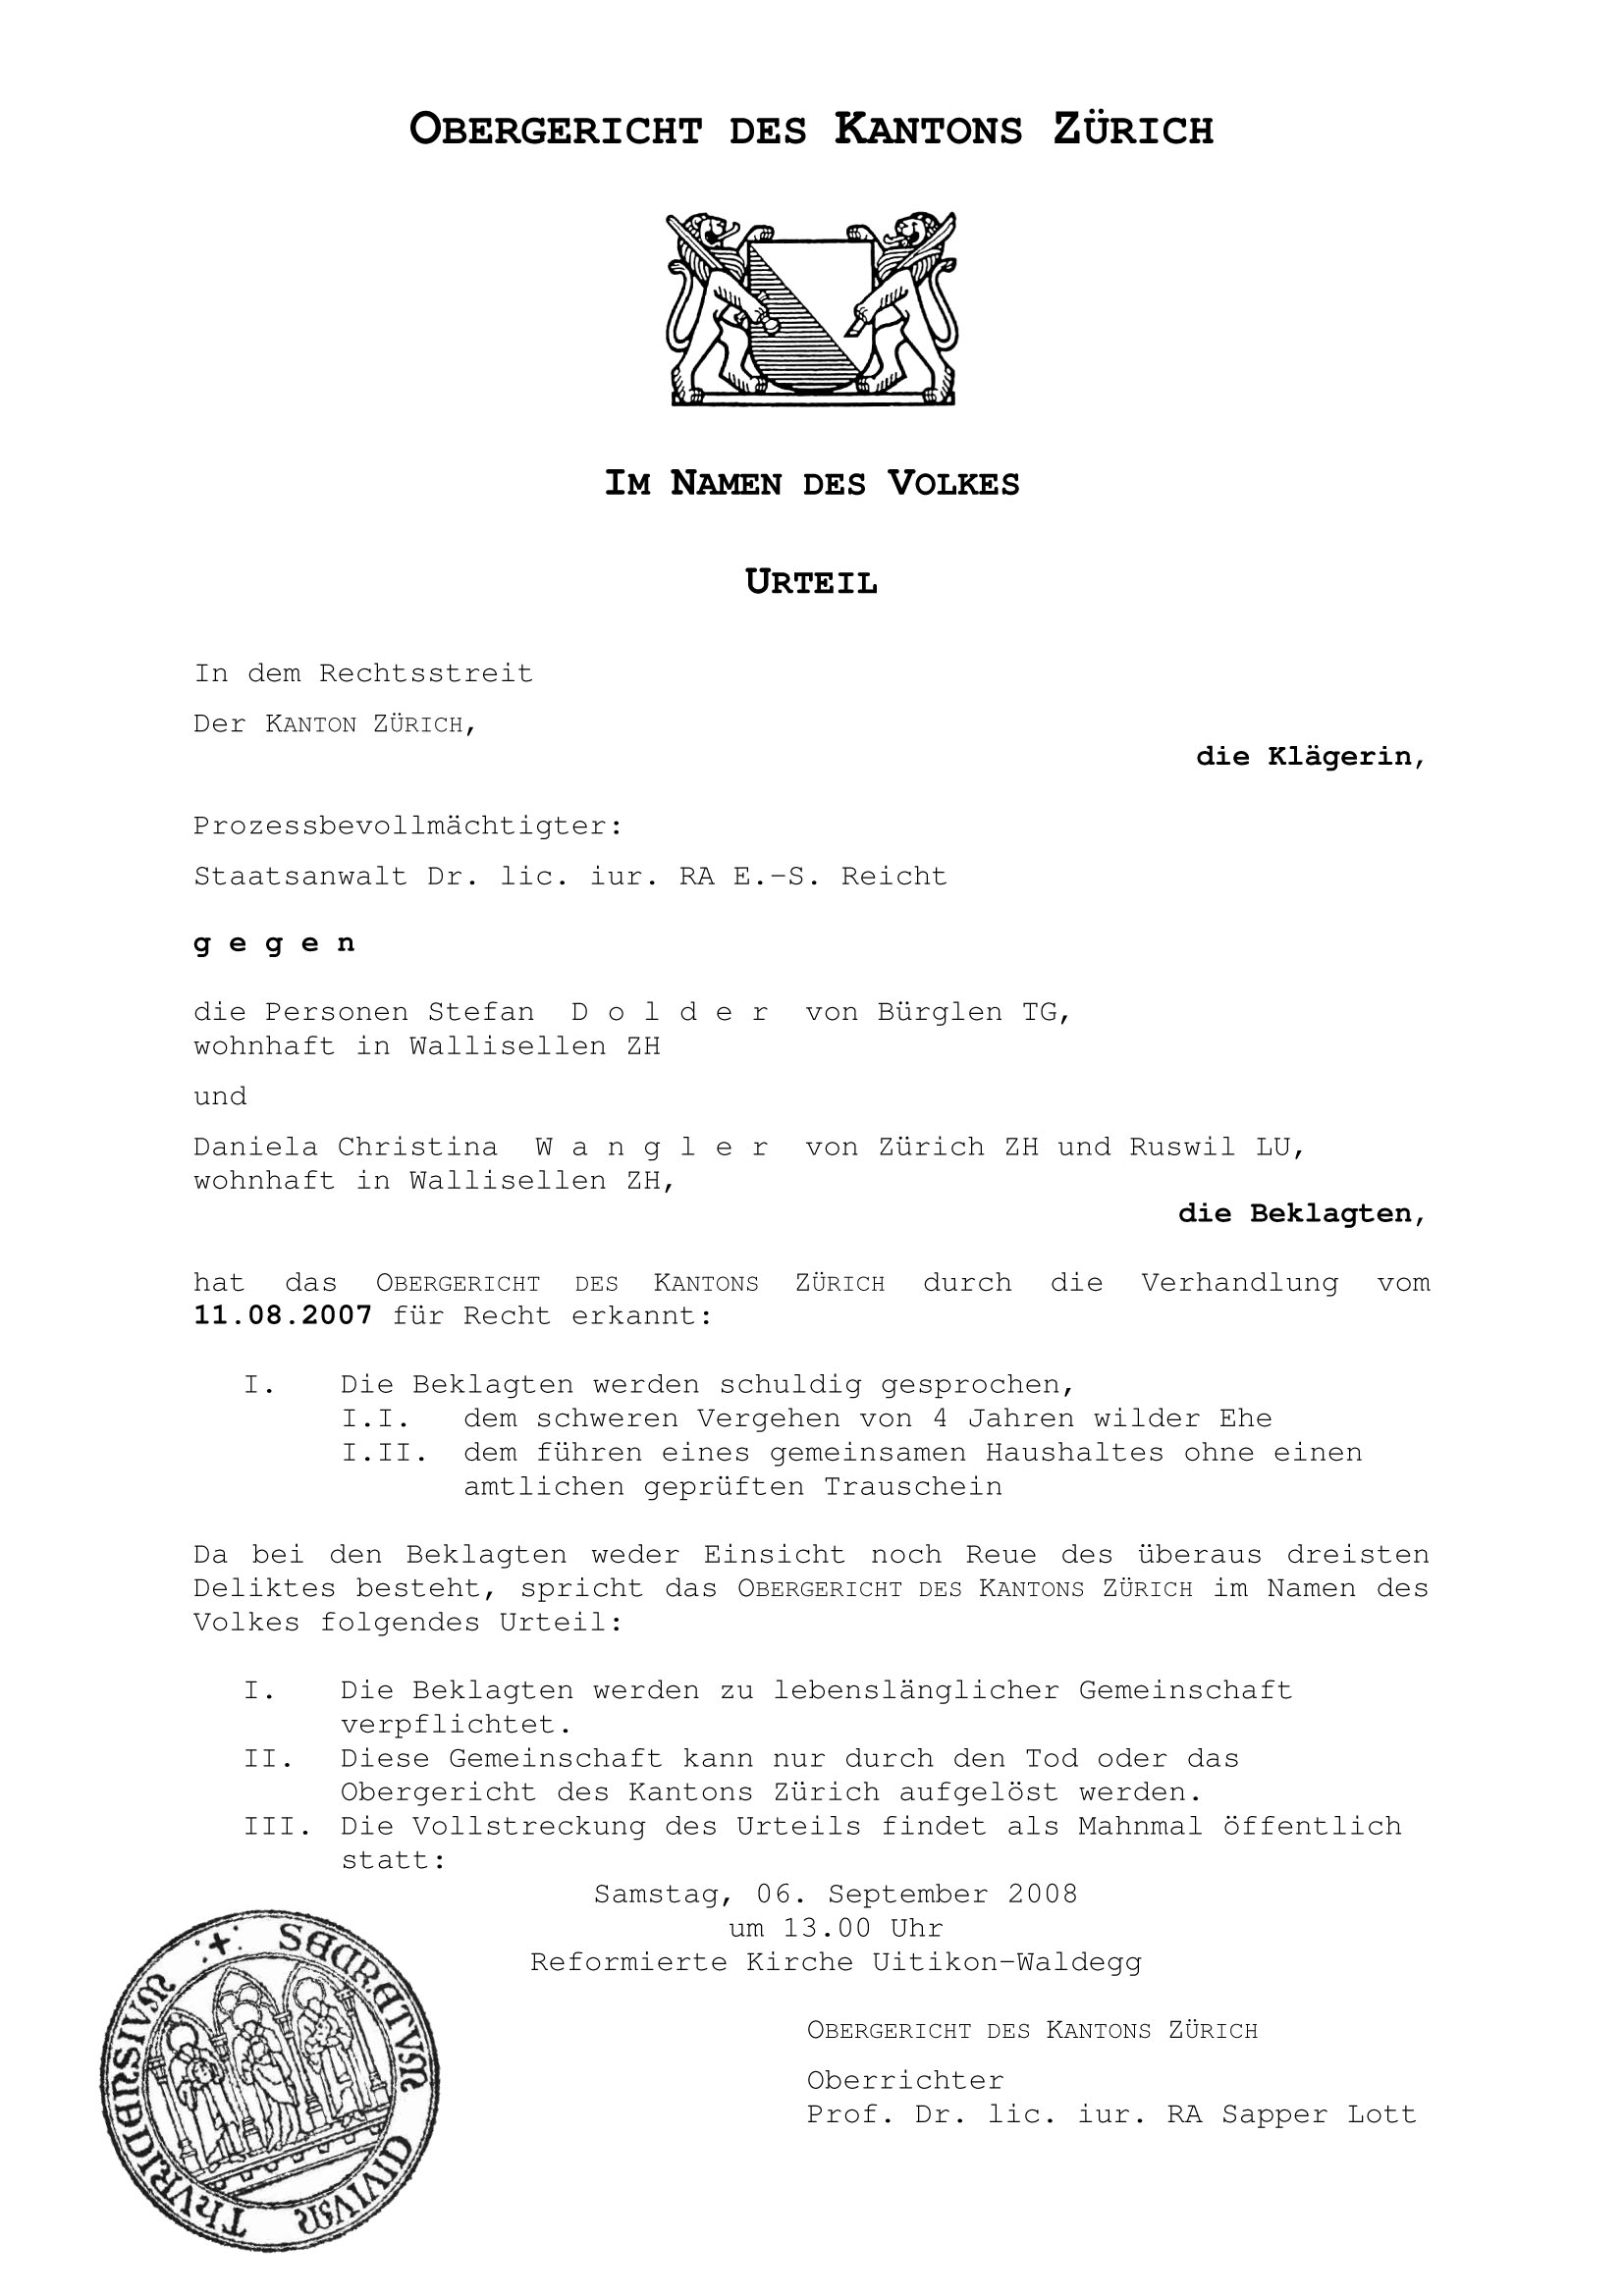 OBERGERICHT DES KANTONS ZÜRICH
IM NAMEN DES VOLKES
URTEIL
In dem Rechtsstreit
Der KANTON ZÜRICH,
die Klägerin,
Prozessbevollmächtigter:
Staatsanwalt Dr. lic. iur. RA E.-S. Reicht
g e g e n
die Personen Stefan D o l d e r von Bürglen TG,
wohnhaft in Wallisellen ZH
und
Daniela Christina W a n g l e r von Zürich ZH und Ruswil LU,
wohnhaft in Wallisellen ZH,
die Beklagten,
hat das OBERGERICHT DES KANTONS ZÜRICH durch die Verhandlung vom
11.08.2007 für Recht erkannt:
I. Die Beklagten werden schuldig gesprochen,
I.I. dem schweren Vergehen von 4 Jahren wilder Ehe
I.II. dem führen eines gemeinsamen Haushaltes ohne einen
amtlichen geprüften Trauschein
Da bei den Beklagten weder Einsicht noch Reue des überaus dreisten
Deliktes besteht, spricht das OBERGERICHT DES KANTONS ZÜRICH im Namen des
Volkes folgendes Urteil:
I. Die Beklagten werden zu lebenslänglicher Gemeinschaft
verpflichtet.
II. Diese Gemeinschaft kann nur durch den Tod oder das
Obergericht des Kantons Zürich aufgelöst werden.
III. Die Vollstreckung des Urteils findet als Mahnmal öffentlich
statt:
Samstag, 06. September 2008
um 13.00 Uhr
Reformierte Kirche Uitikon-Waldegg
OBERGERICHT DES KANTONS ZÜRICH
Oberrichter
Prof. Dr. lic. iur. RA Sapper Lott
SECRETVM CIVIVM THVRICENSIVM